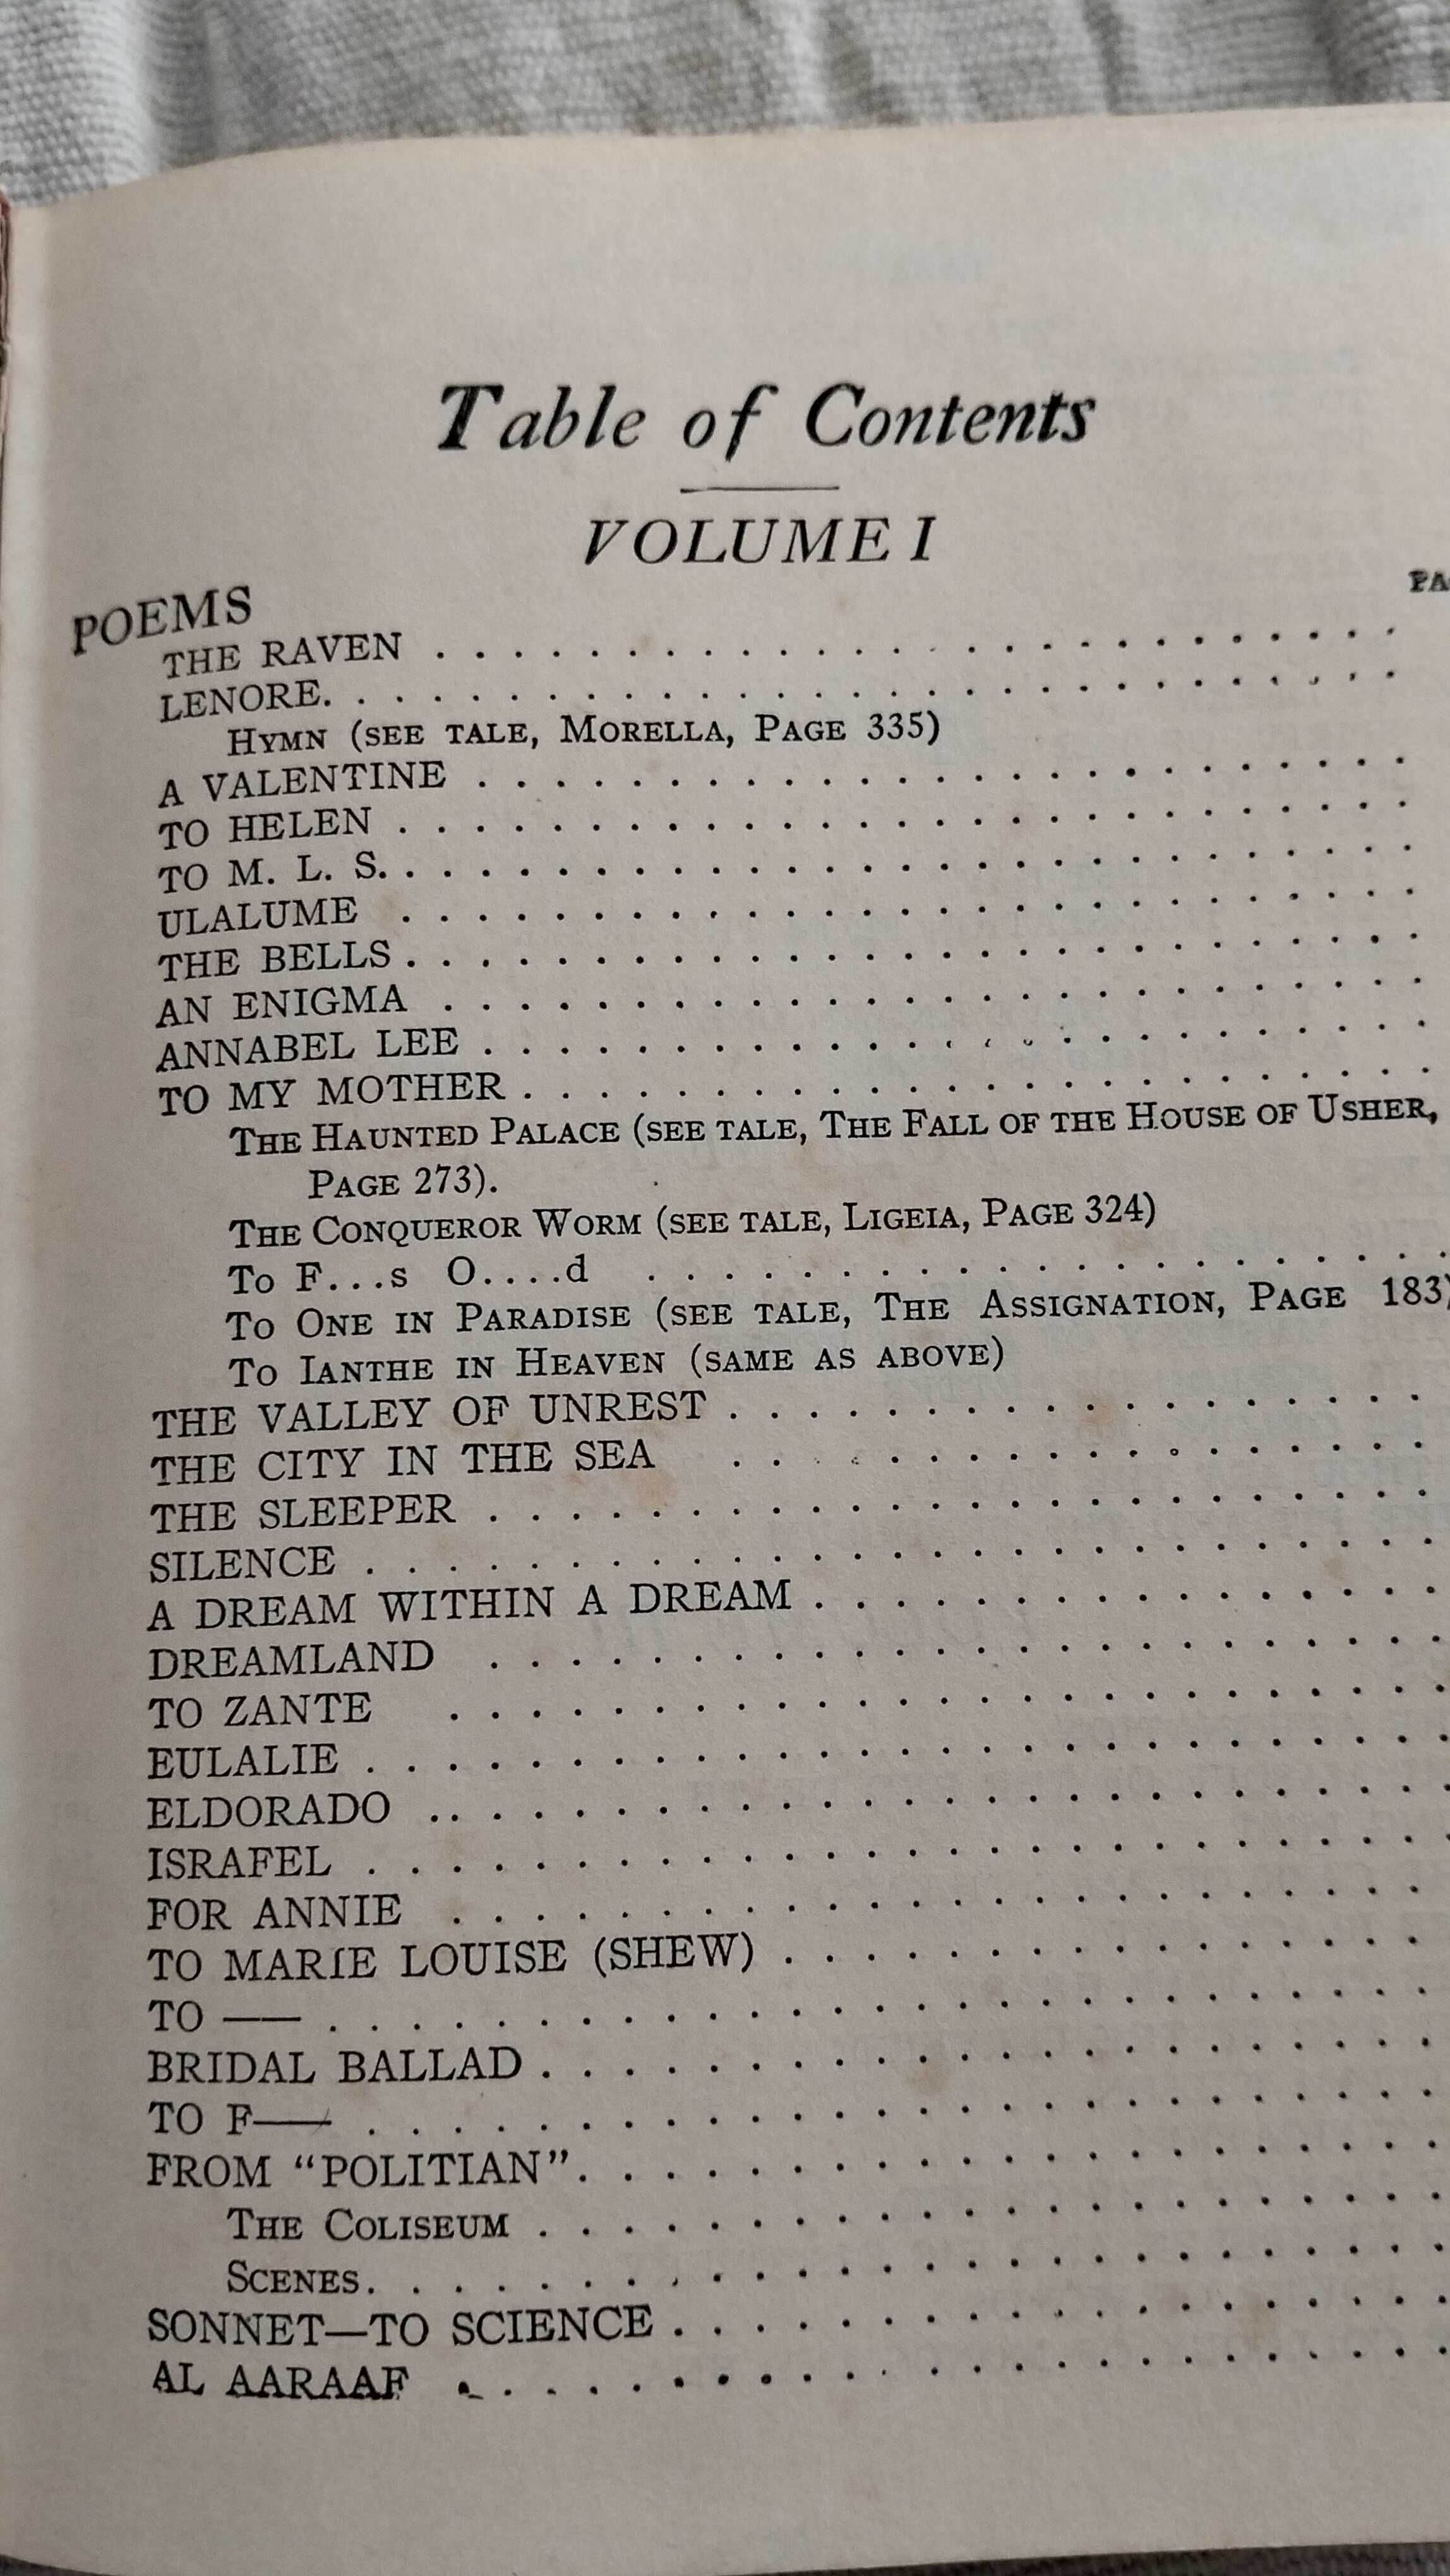 Table of Contents
VOLUME I
PA
POEMS
THE RAVEN . . . . . . . . . . . . . . . . . . . . . . . .
LENORE. . . . . . . . . . . . . . . . . . . . . . . . . .
HYMN (SEE TALE, MORELLA, PAGE 335)
A VALENTINE . . . . . . . . . . . . . . . . . . . . . . .
TO HELEN . . . . . . . . . . . . . . . . . . . . . . . . .
TO M. L. S. . . . . . . . . . . . . . . . . . . . . . . . .
ULALUME . . . . . . . . . . . . . . . . . . . . . . . . .
THE BELLS . . . . . . . . . . . . . . . . . . . . . . . . .
AN ENIGMA . . . . . . . . . . . . . . . . . . . . . . . .
ANNABEL LEE . . . . . . . . . . . . . . . . . . . . . . .
TO MY MOTHER . . . . . . . . . . . . . . . . . . . . . .
THE HAUNTED PALACE (SEE TALE, THE FALL OF THE HOUSE OF USHER,
PAGE 273).
THE CONQUEROR WORM (SEE TALE, LIGEIA, PAGE 324)
To F...s O....d . . . . . . . . . . . . . . . . . . . .
TO ONE IN PARADISE (SEE TALE, THE ASSIGNATION, PAGE 183)
TO IANTHE IN HEAVEN (SAME AS ABOVE)
THE VALLEY OF UNREST . . . . . . . . . . . . . . . . . .
THE CITY IN THE SEA . . . . . . . . . . . . . . . . . .
THE SLEEPER . . . . . . . . . . . . . . . . . . . . . . .
SILENCE . . . . . . . . . . . . . . . . . . . . . . . . . .
A DREAM WITHIN A DREAM . . . . . . . . . . . . . . . .
DREAMLAND . . . . . . . . . . . . . . . . . . . . . . . .
TO ZANTE . . . . . . . . . . . . . . . . . . . . . . . . .
EULALIE . . . . . . . . . . . . . . . . . . . . . . . . . .
ELDORADO .. . . . . . . . . . . . . . . . . . . . . . . .
ISRAFEL . . . . . . . . . . . . . . . . . . . . . . . . . .
FOR ANNIE . . . . . . . . . . . . . . . . . . . . . . . .
TO MARIE LOUISE (SHEW) . . . . . . . . . . . . . . . .
TO —— . . . . . . . . . . . . . . . . . . . . . . . . . .
BRIDAL BALLAD . . . . . . . . . . . . . . . . . . . . . .
TO F—— . . . . . . . . . . . . . . . . . . . . . . . . . .
FROM "POLITIAN". . . . . . . . . . . . . . . . . . . . .
THE COLISEUM . . . . . . . . . . . . . . . . . . . . . .
SCENES. . . . . . . . . . . . . . . . . . . . . . . . . .
SONNET—TO SCIENCE . . . . . . . . . . . . . . . . . . .
AL AARAAF . . . . . . . . . . . . . . . . . . . . . . . .